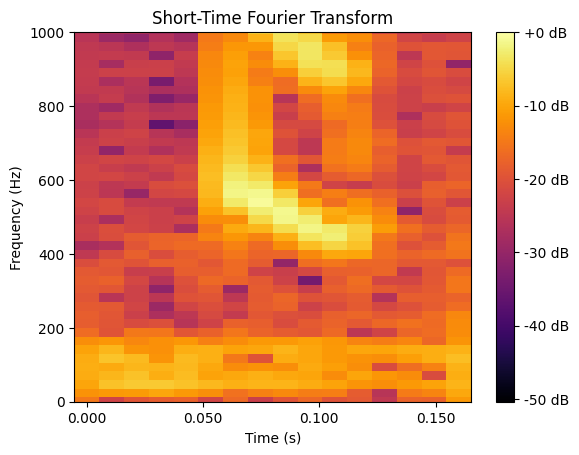 Short-Time Fourier Transform
1000
800
600
400
200
0
Frequency (Hz)
0.000
0.050
0.100
0.150
Time (s)
+0 dB
-10 dB
-20 dB
-30 dB
-40 dB
-50 dB